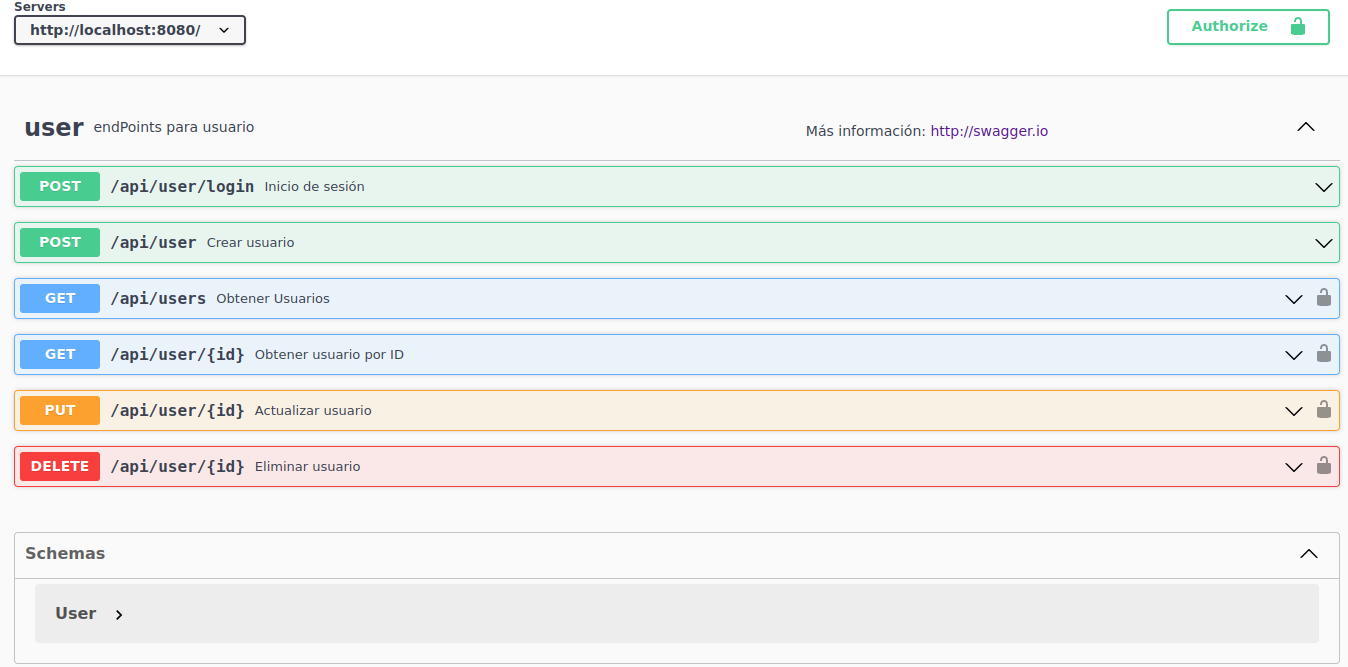 Servers
http://localhost:8080/
Authorize
user endPoints para usuario
Más información: http://swagger.io
POST /api/user/login Inicio de sesión
POST /api/user Crear usuario
GET /api/users Obtener Usuarios
GET /api/user/{id} Obtener usuario por ID
PUT /api/user/{id} Actualizar usuario
DELETE /api/user/{id} Eliminar usuario
Schemas
User